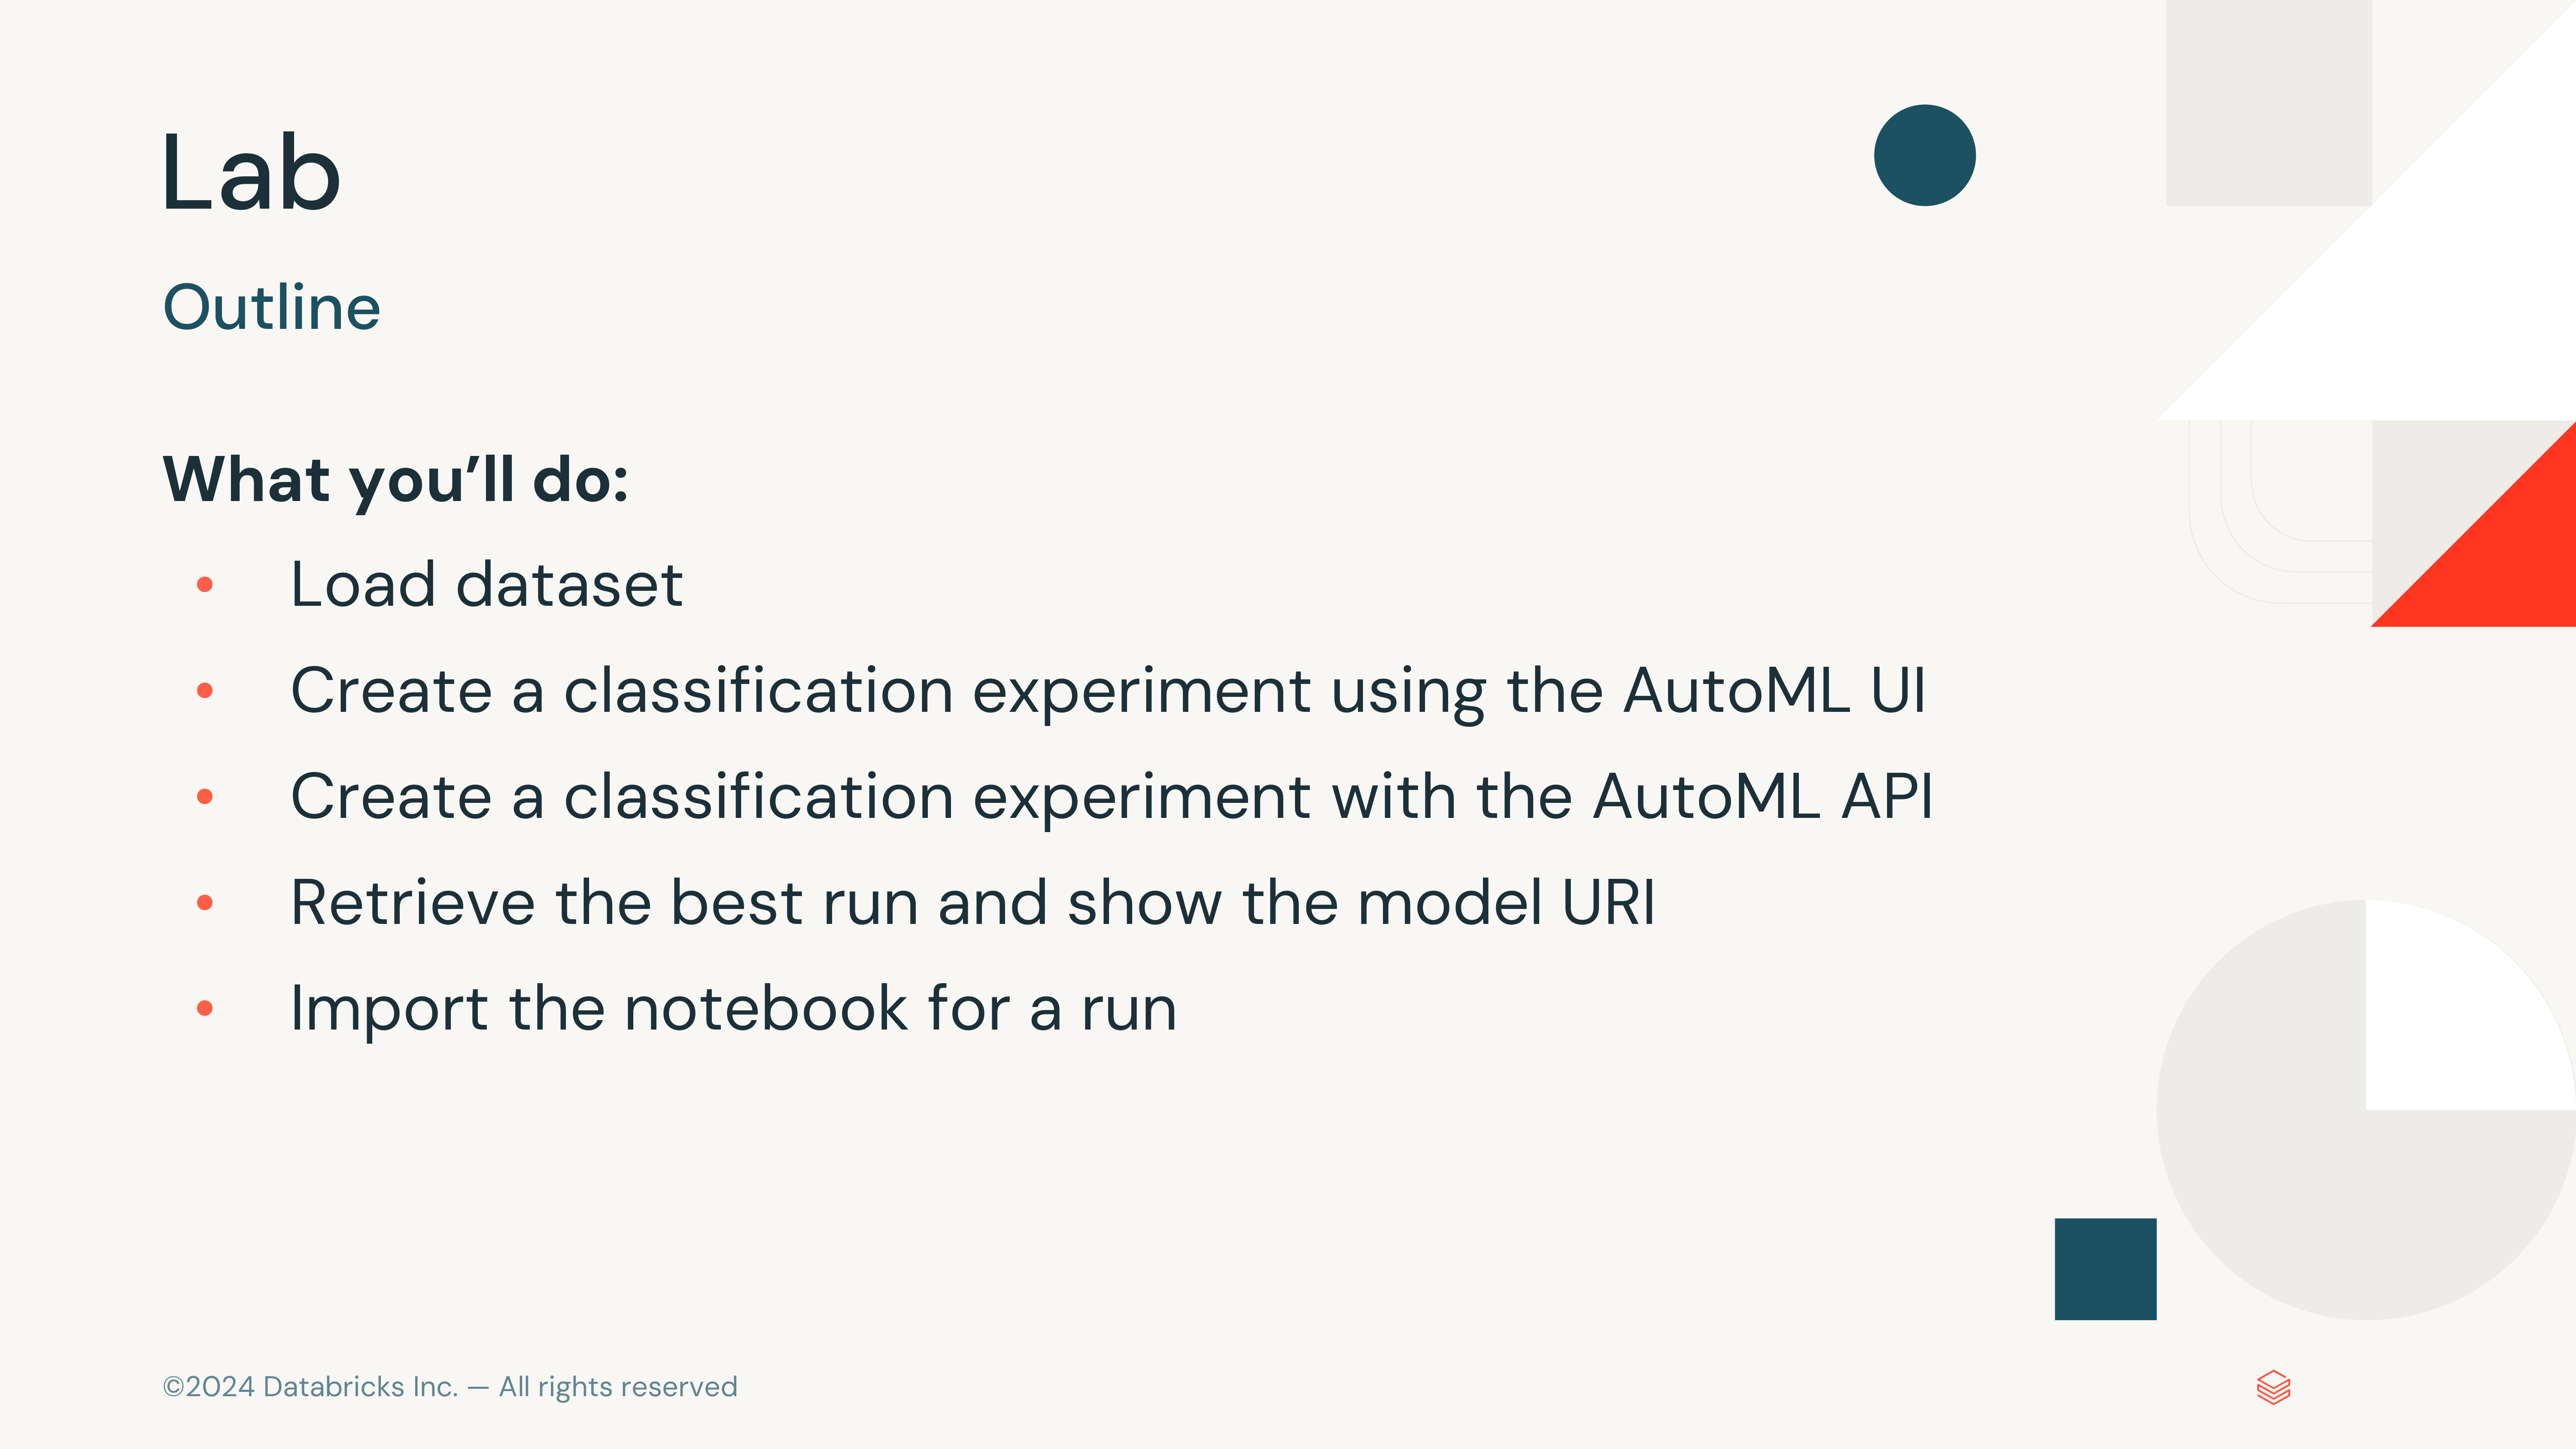 Lab
Outline
What you’ll do:
• Load dataset
• Create a classification experiment using the AutoML UI
• Create a classification experiment with the AutoML API
• Retrieve the best run and show the model URI
• Import the notebook for a run
©2024 Databricks Inc. — All rights reserved